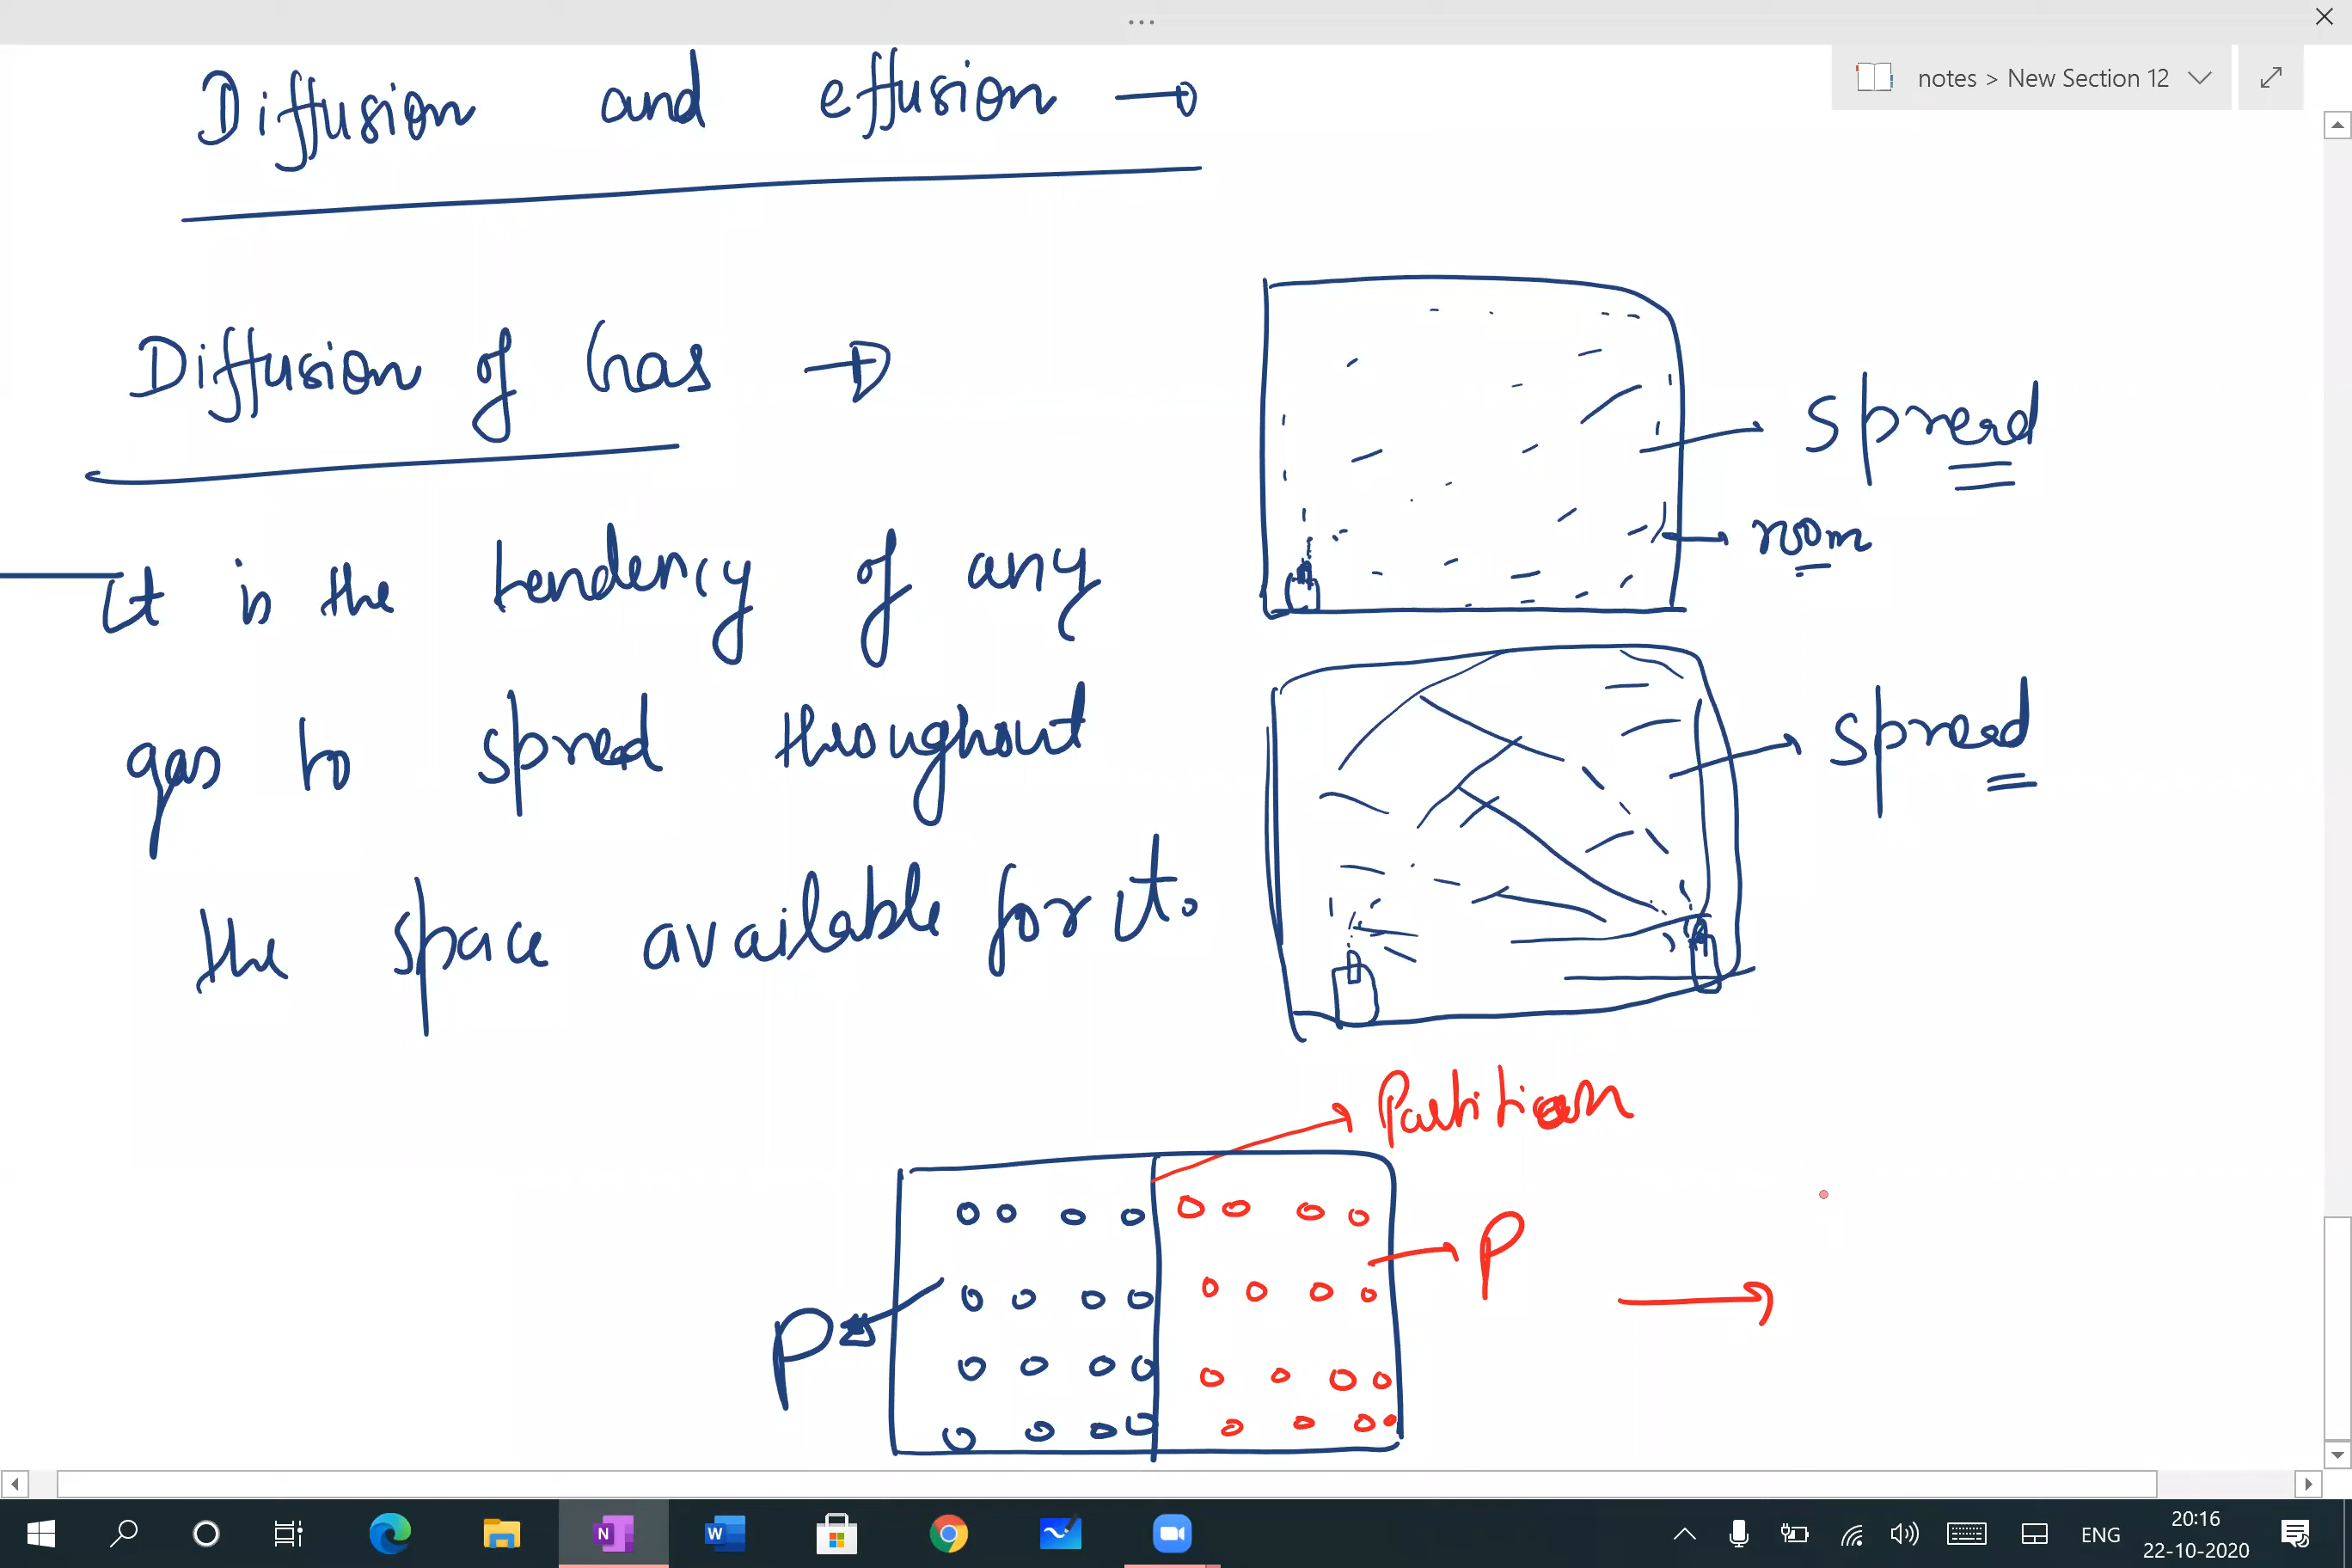 ...
notes > New Section 12
Diffusion and effusion →
Diffusion of Gas →
Spread
room
It is the tendency of any
gas to spread throughout
Spread
the space available for it.
Partition
P
P
ENG
20:16
22-10-2020